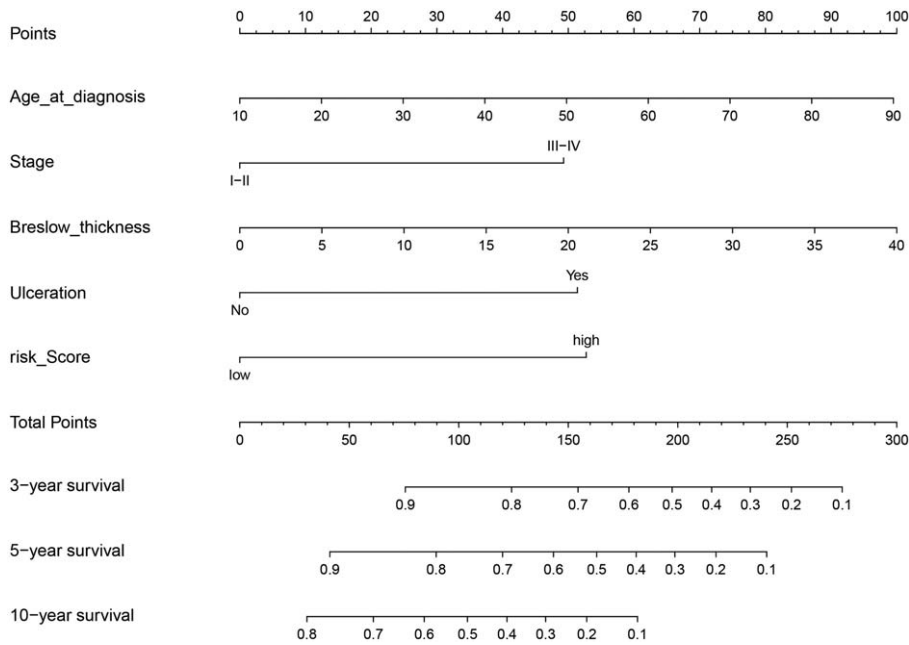 Points 0 10 20 30 40 50 60 70 80 90 100
Age_at_diagnosis
10 20 30 40 50 60 70 80 90
III−IV
Stage
I−II
Breslow_thickness
0 5 10 15 20 25 30 35 40
Yes
Ulceration
No
high
risk_Score
low
Total Points
0 50 100 150 200 250 300
3−year survival
0.9 0.8 0.7 0.6 0.5 0.4 0.3 0.2 0.1
5−year survival
0.9 0.8 0.7 0.6 0.5 0.4 0.3 0.2 0.1
10−year survival
0.8 0.7 0.6 0.5 0.4 0.3 0.2 0.1